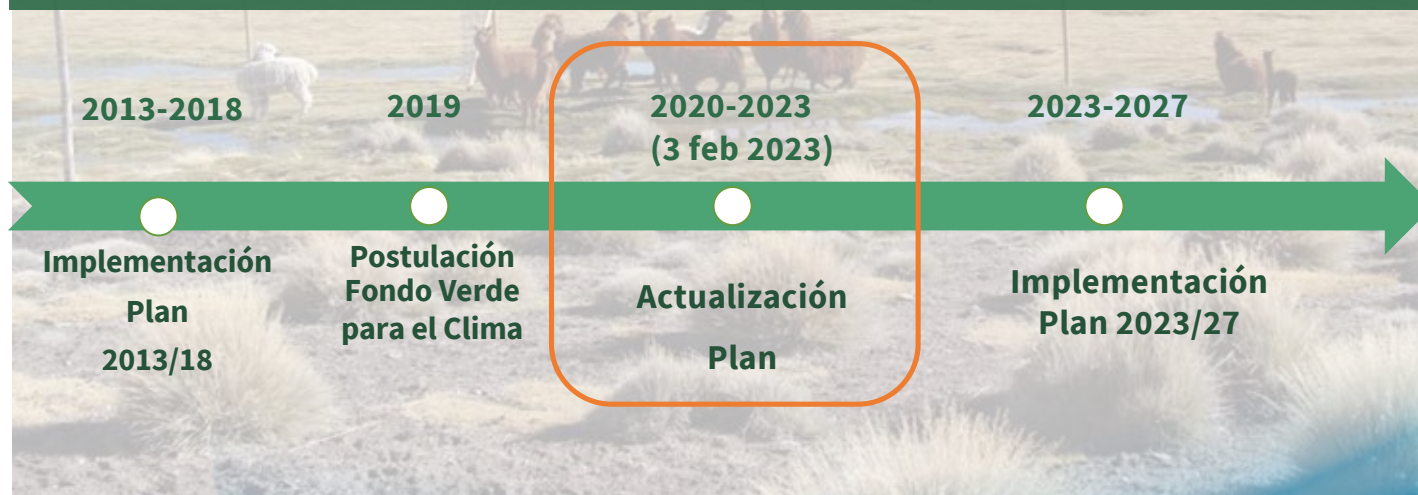 2013-2018
Implementación
Plan
2013/18
2019
Postulación
Fondo Verde
para el Clima
2020-2023
(3 feb 2023)
Actualización
Plan
2023-2027
Implementación
Plan 2023/27